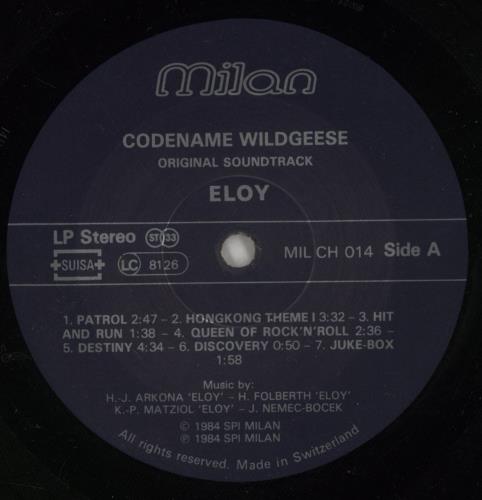 milan
CODENAME WILDGEESE
ORIGINAL SOUNDTRACK
ELOY
LP Stereo ST 33
MIL CH 014 Side A
+SUISA+ LC 8126
1. PATROL 2:47 – 2. HONGKONG THEME I 3:32 – 3. HIT
AND RUN 1:38 – 4. QUEEN OF ROCK'N'ROLL 2:36 –
5. DESTINY 4:34 – 6. DISCOVERY 0:50 – 7. JUKE-BOX
1:58
Music by:
H.-J. ARKONA 'ELOY' – H. FOLBERTH 'ELOY'
K.-P. MATZIOL 'ELOY' – J. NEMEC-BOCEK
© 1984 SPI MILAN
℗ 1984 SPI MILAN
All rights reserved. Made in Switzerland